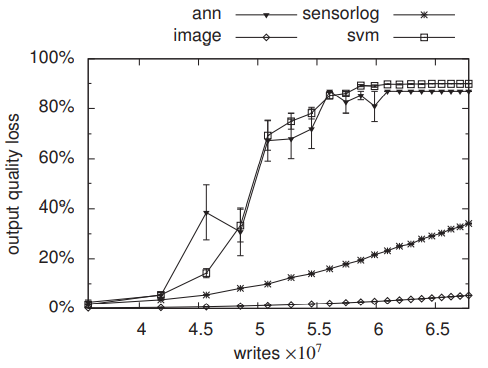 ann sensorlog
image svm
100%
80%
60%
40%
20%
0%
output quality loss
4 4.5 5 5.5 6 6.5
writes ×10⁷